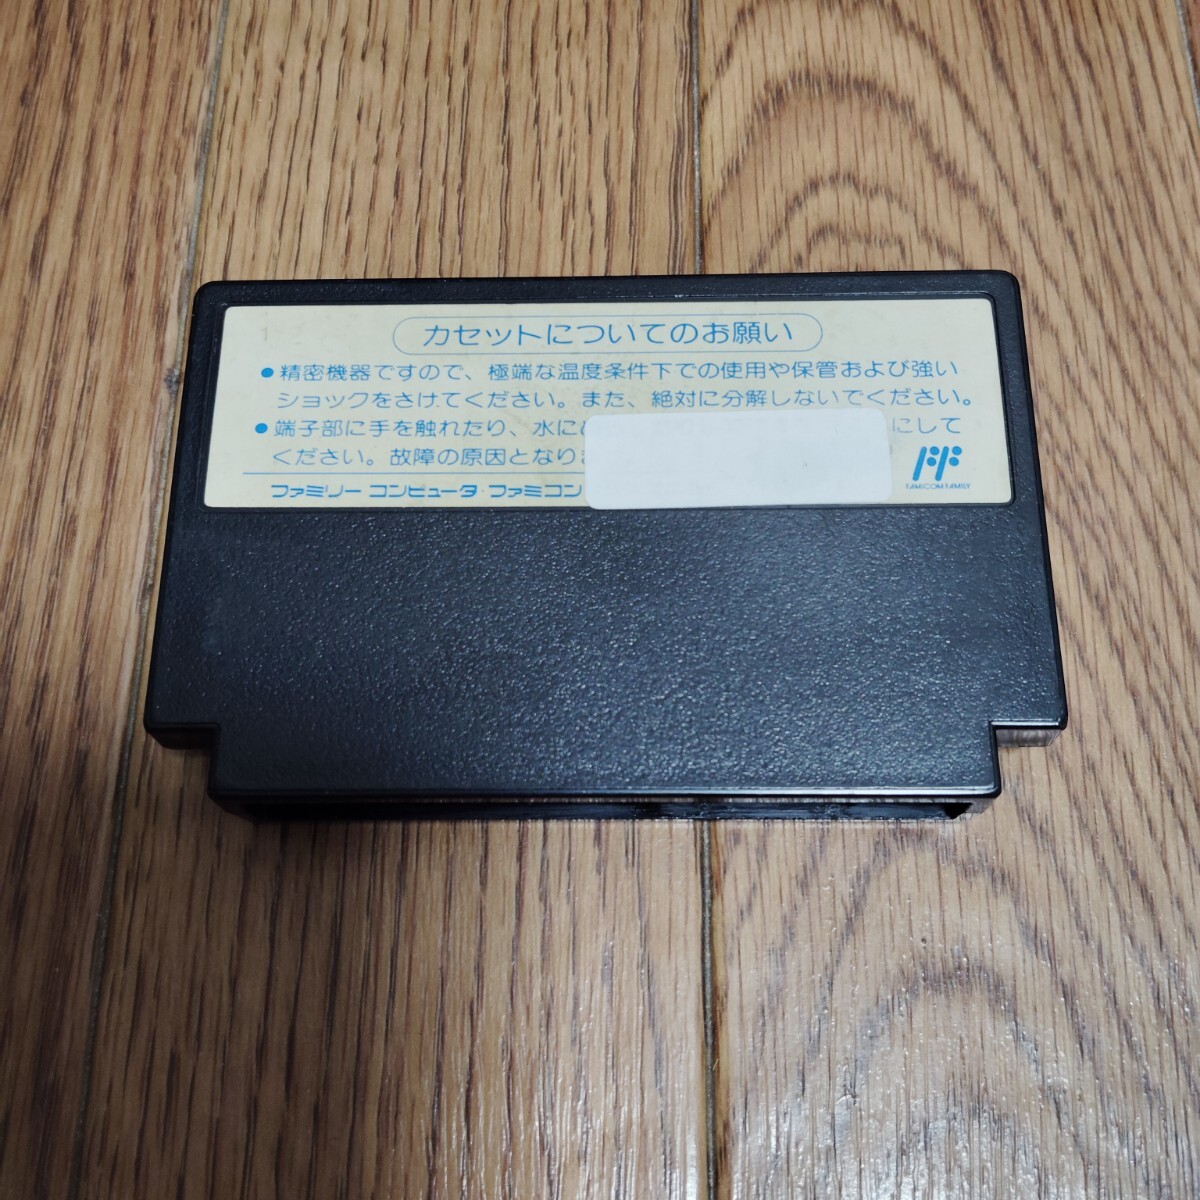 カセットについてのお願い
●精密機器ですので、極端な温度条件下での使用や保管および強い
ショックをさけてください。また、絶対に分解しないでください。
●端子部に手を触れたり、水に にして
ください。故障の原因となり
ファミリー コンピュータ・ファミコン
FAMICOM FAMILY